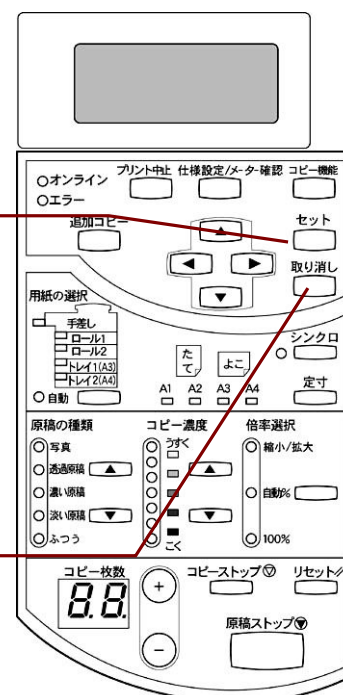 プリント中止 仕様設定/メーター確認 コピー機能
オンライン
エラー
追加コピー
セット
取り消し
用紙の選択
手差し
ロール1
ロール2
トレイ1(A3)
トレイ2(A4)
自動
たて
よこ
A1 A2 A3 A4
シンクロ
定寸
原稿の種類
写真
透過原稿
濃い原稿
淡い原稿
ふつう
コピー濃度
うすく
こく
倍率選択
縮小/拡大
自動%
100%
コピー枚数
88
+
−
コピーストップ
リセット/
原稿ストップ